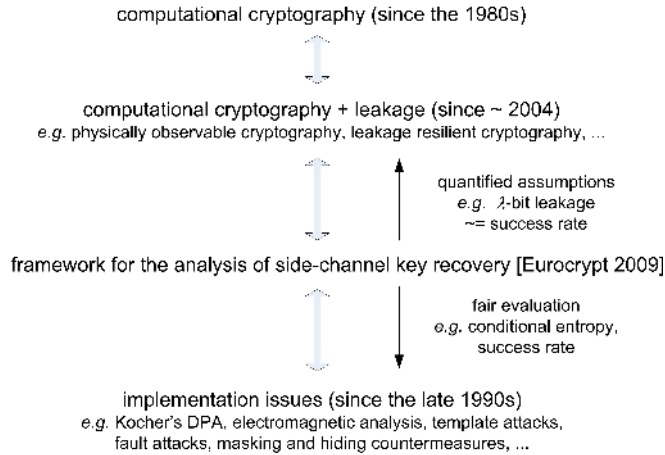 computational cryptography (since the 1980s)
computational cryptography + leakage (since ~ 2004)
e.g. physically observable cryptography, leakage resilient cryptography, ...
quantified assumptions
e.g. λ-bit leakage
~= success rate
framework for the analysis of side-channel key recovery [Eurocrypt 2009]
fair evaluation
e.g. conditional entropy,
success rate
implementation issues (since the late 1990s)
e.g. Kocher's DPA, electromagnetic analysis, template attacks,
fault attacks, masking and hiding countermeasures, ...